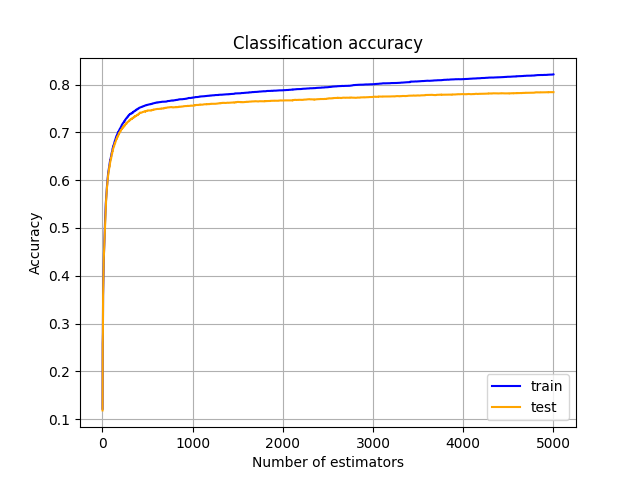 Classification accuracy
Accuracy
0.8
0.7
0.6
0.5
0.4
0.3
0.2
0.1
train
test
0 1000 2000 3000 4000 5000
Number of estimators